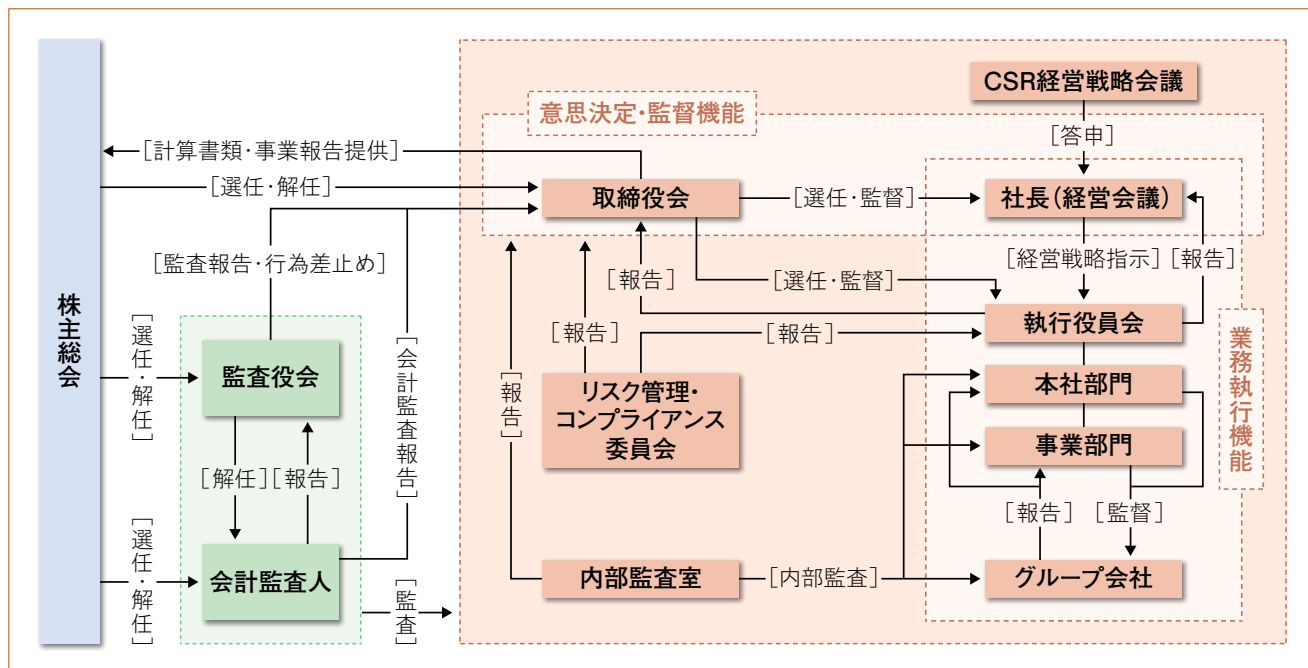 株主総会
CSR経営戦略会議
意思決定・監督機能
[答申]
[計算書類・事業報告提供]
[選任・解任]
取締役会
[選任・監督]
社長(経営会議)
[監査報告・行為差止め]
[報告]
[選任・監督]
[経営戦略指示]
[報告]
[選任・解任]
監査役会
[会計監査報告]
[報告]
[報告]
[報告]
執行役員会
業務執行機能
リスク管理・
コンプライアンス
委員会
本社部門
事業部門
[解任]
[報告]
[報告]
[監督]
[選任・解任]
会計監査人
[監査]
内部監査室
[内部監査]
グループ会社